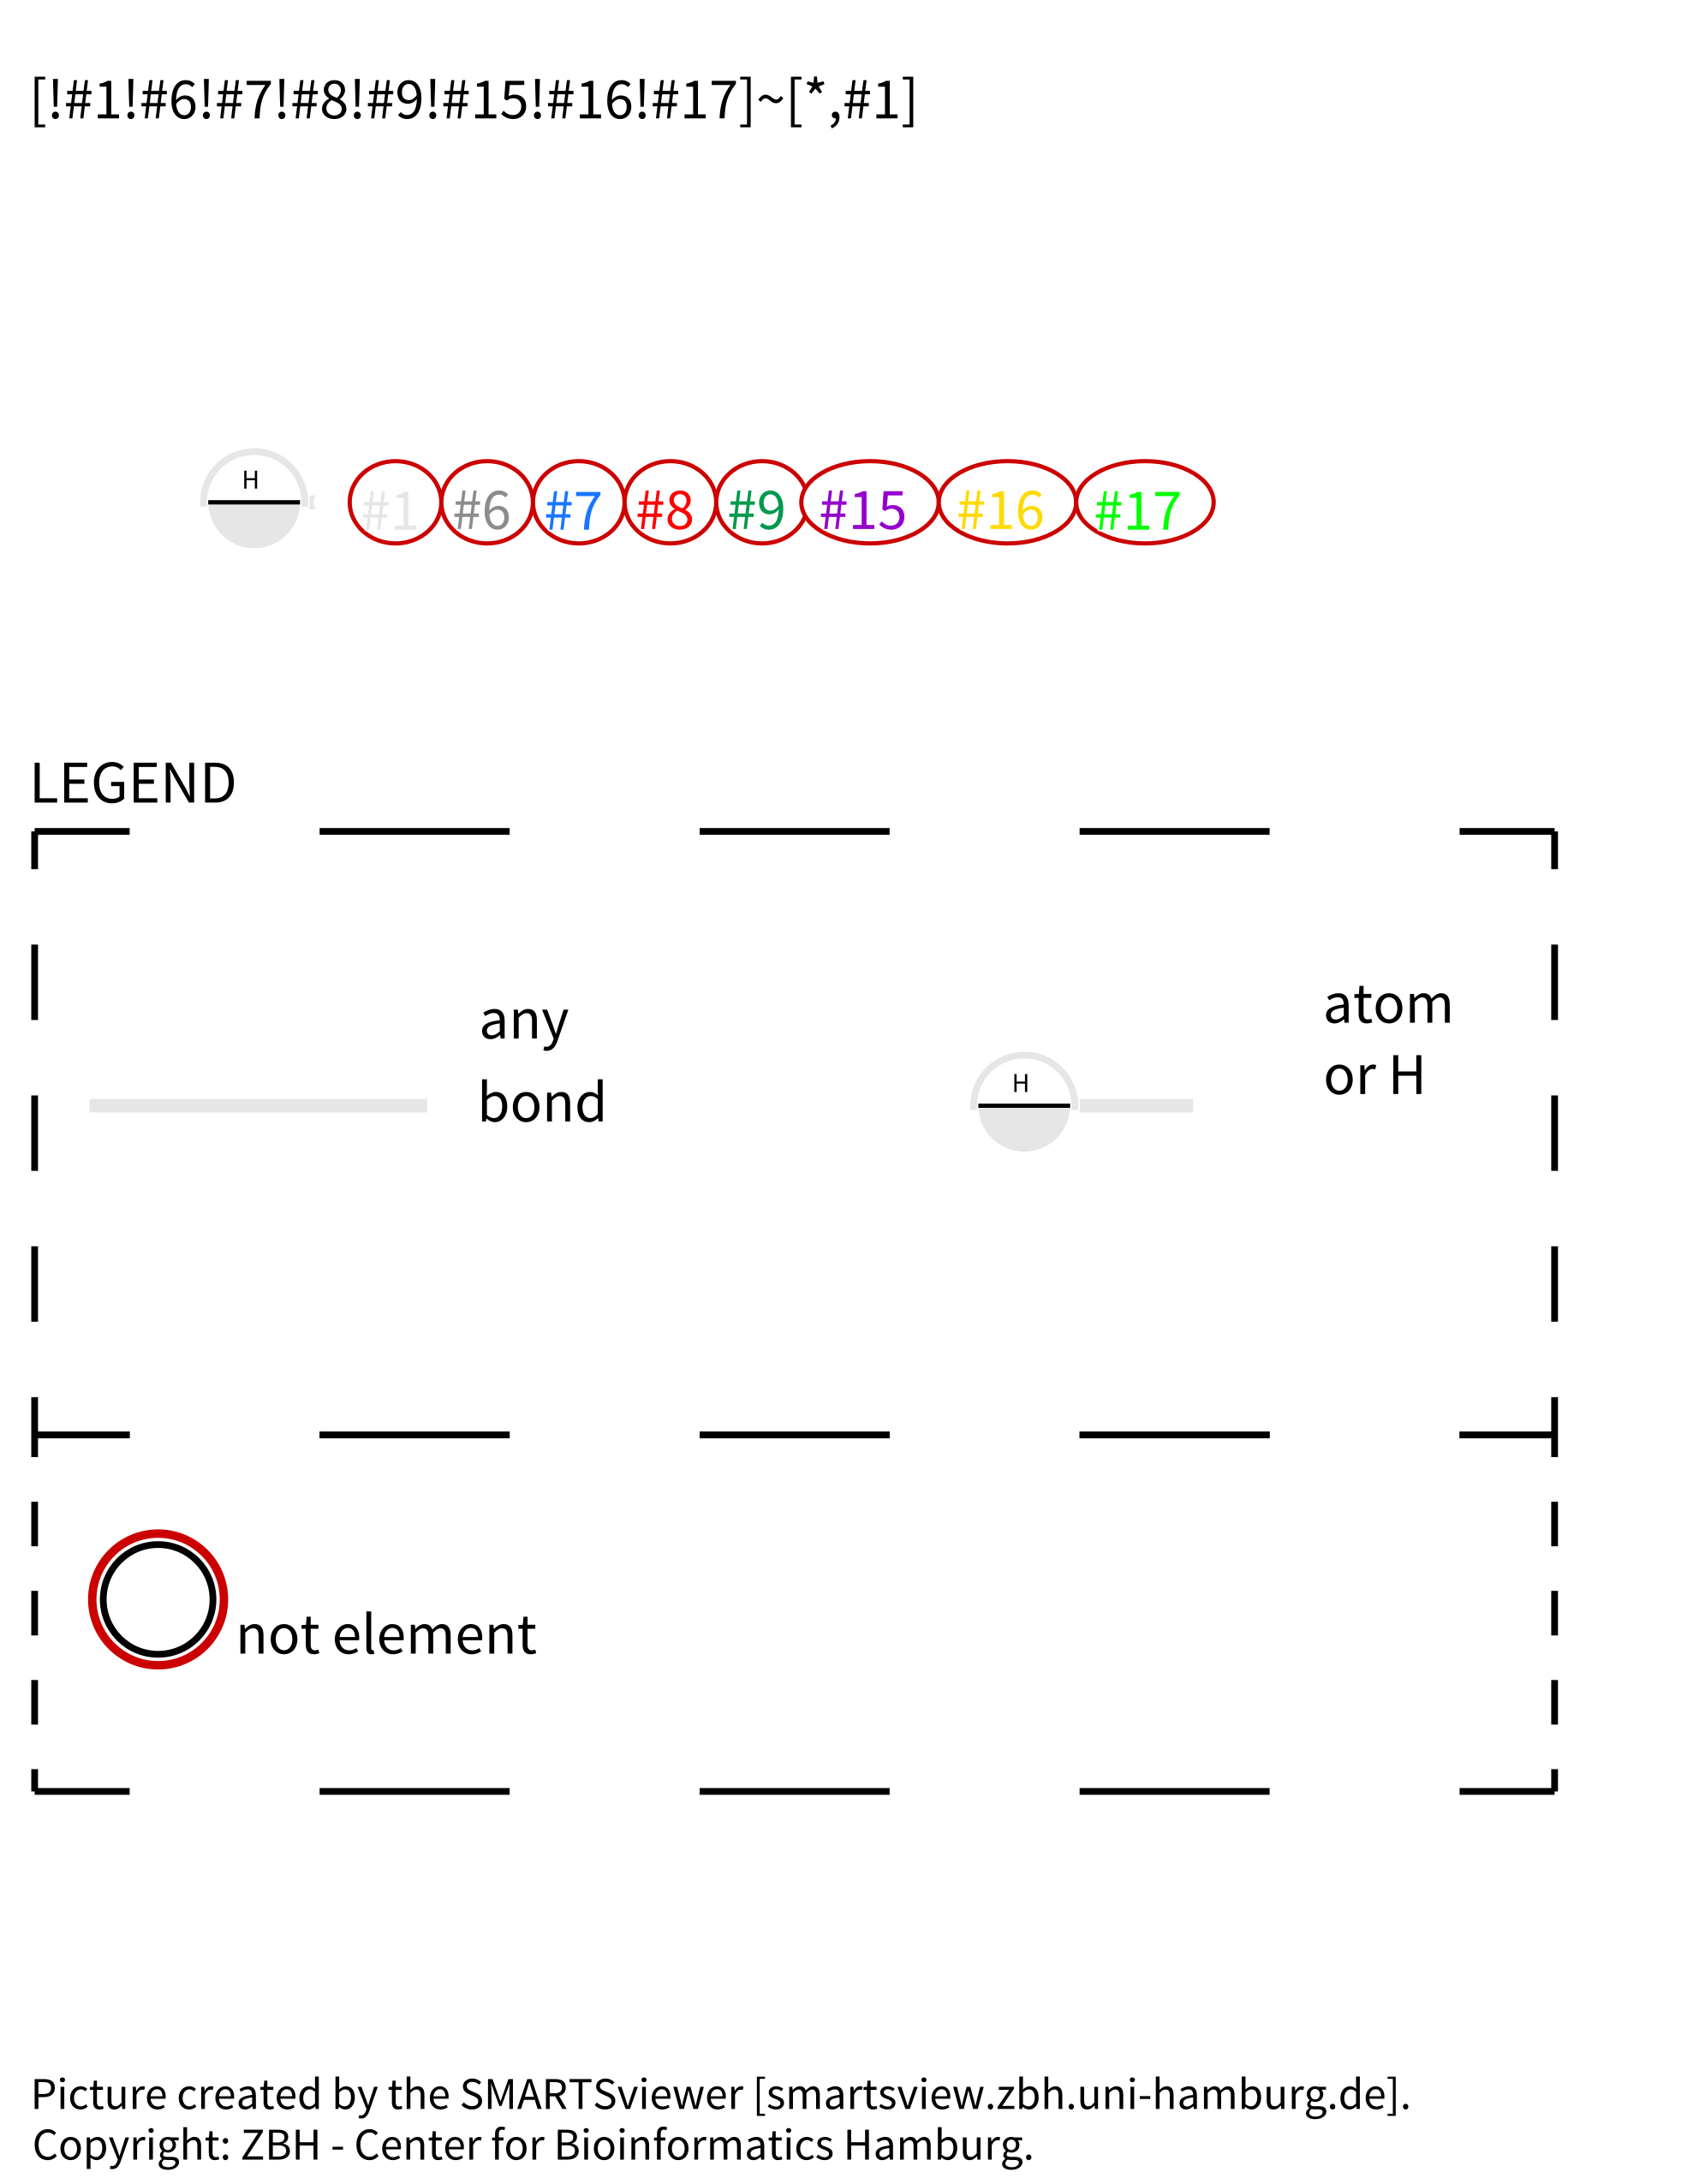 [!#1!#6!#7!#8!#9!#15!#16!#17]~[*,#1]
H #1 #6 #7 #8 #9 #15 #16 #17
LEGEND
any
bond
H
atom
or H
not element
Picture created by the SMARTSviewer [smartsview.zbh.uni-hamburg.de].
Copyright: ZBH - Center for Bioinformatics Hamburg.